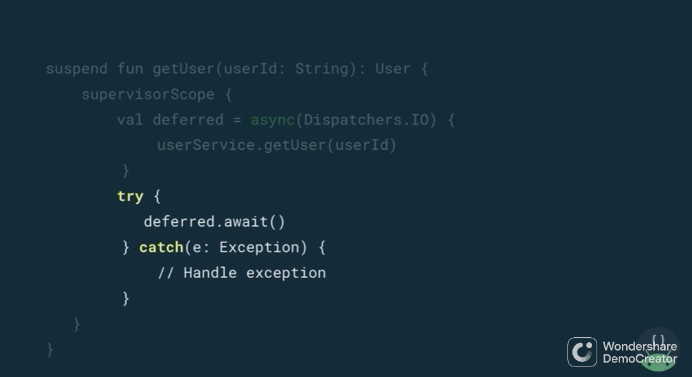 suspend fun getUser(userId: String): User {
supervisorScope {
val deferred = async(Dispatchers.IO) {
userService.getUser(userId)
}
try {
deferred.await()
} catch(e: Exception) {
// Handle exception
}
}
}
{ }
Wondershare
DemoCreator